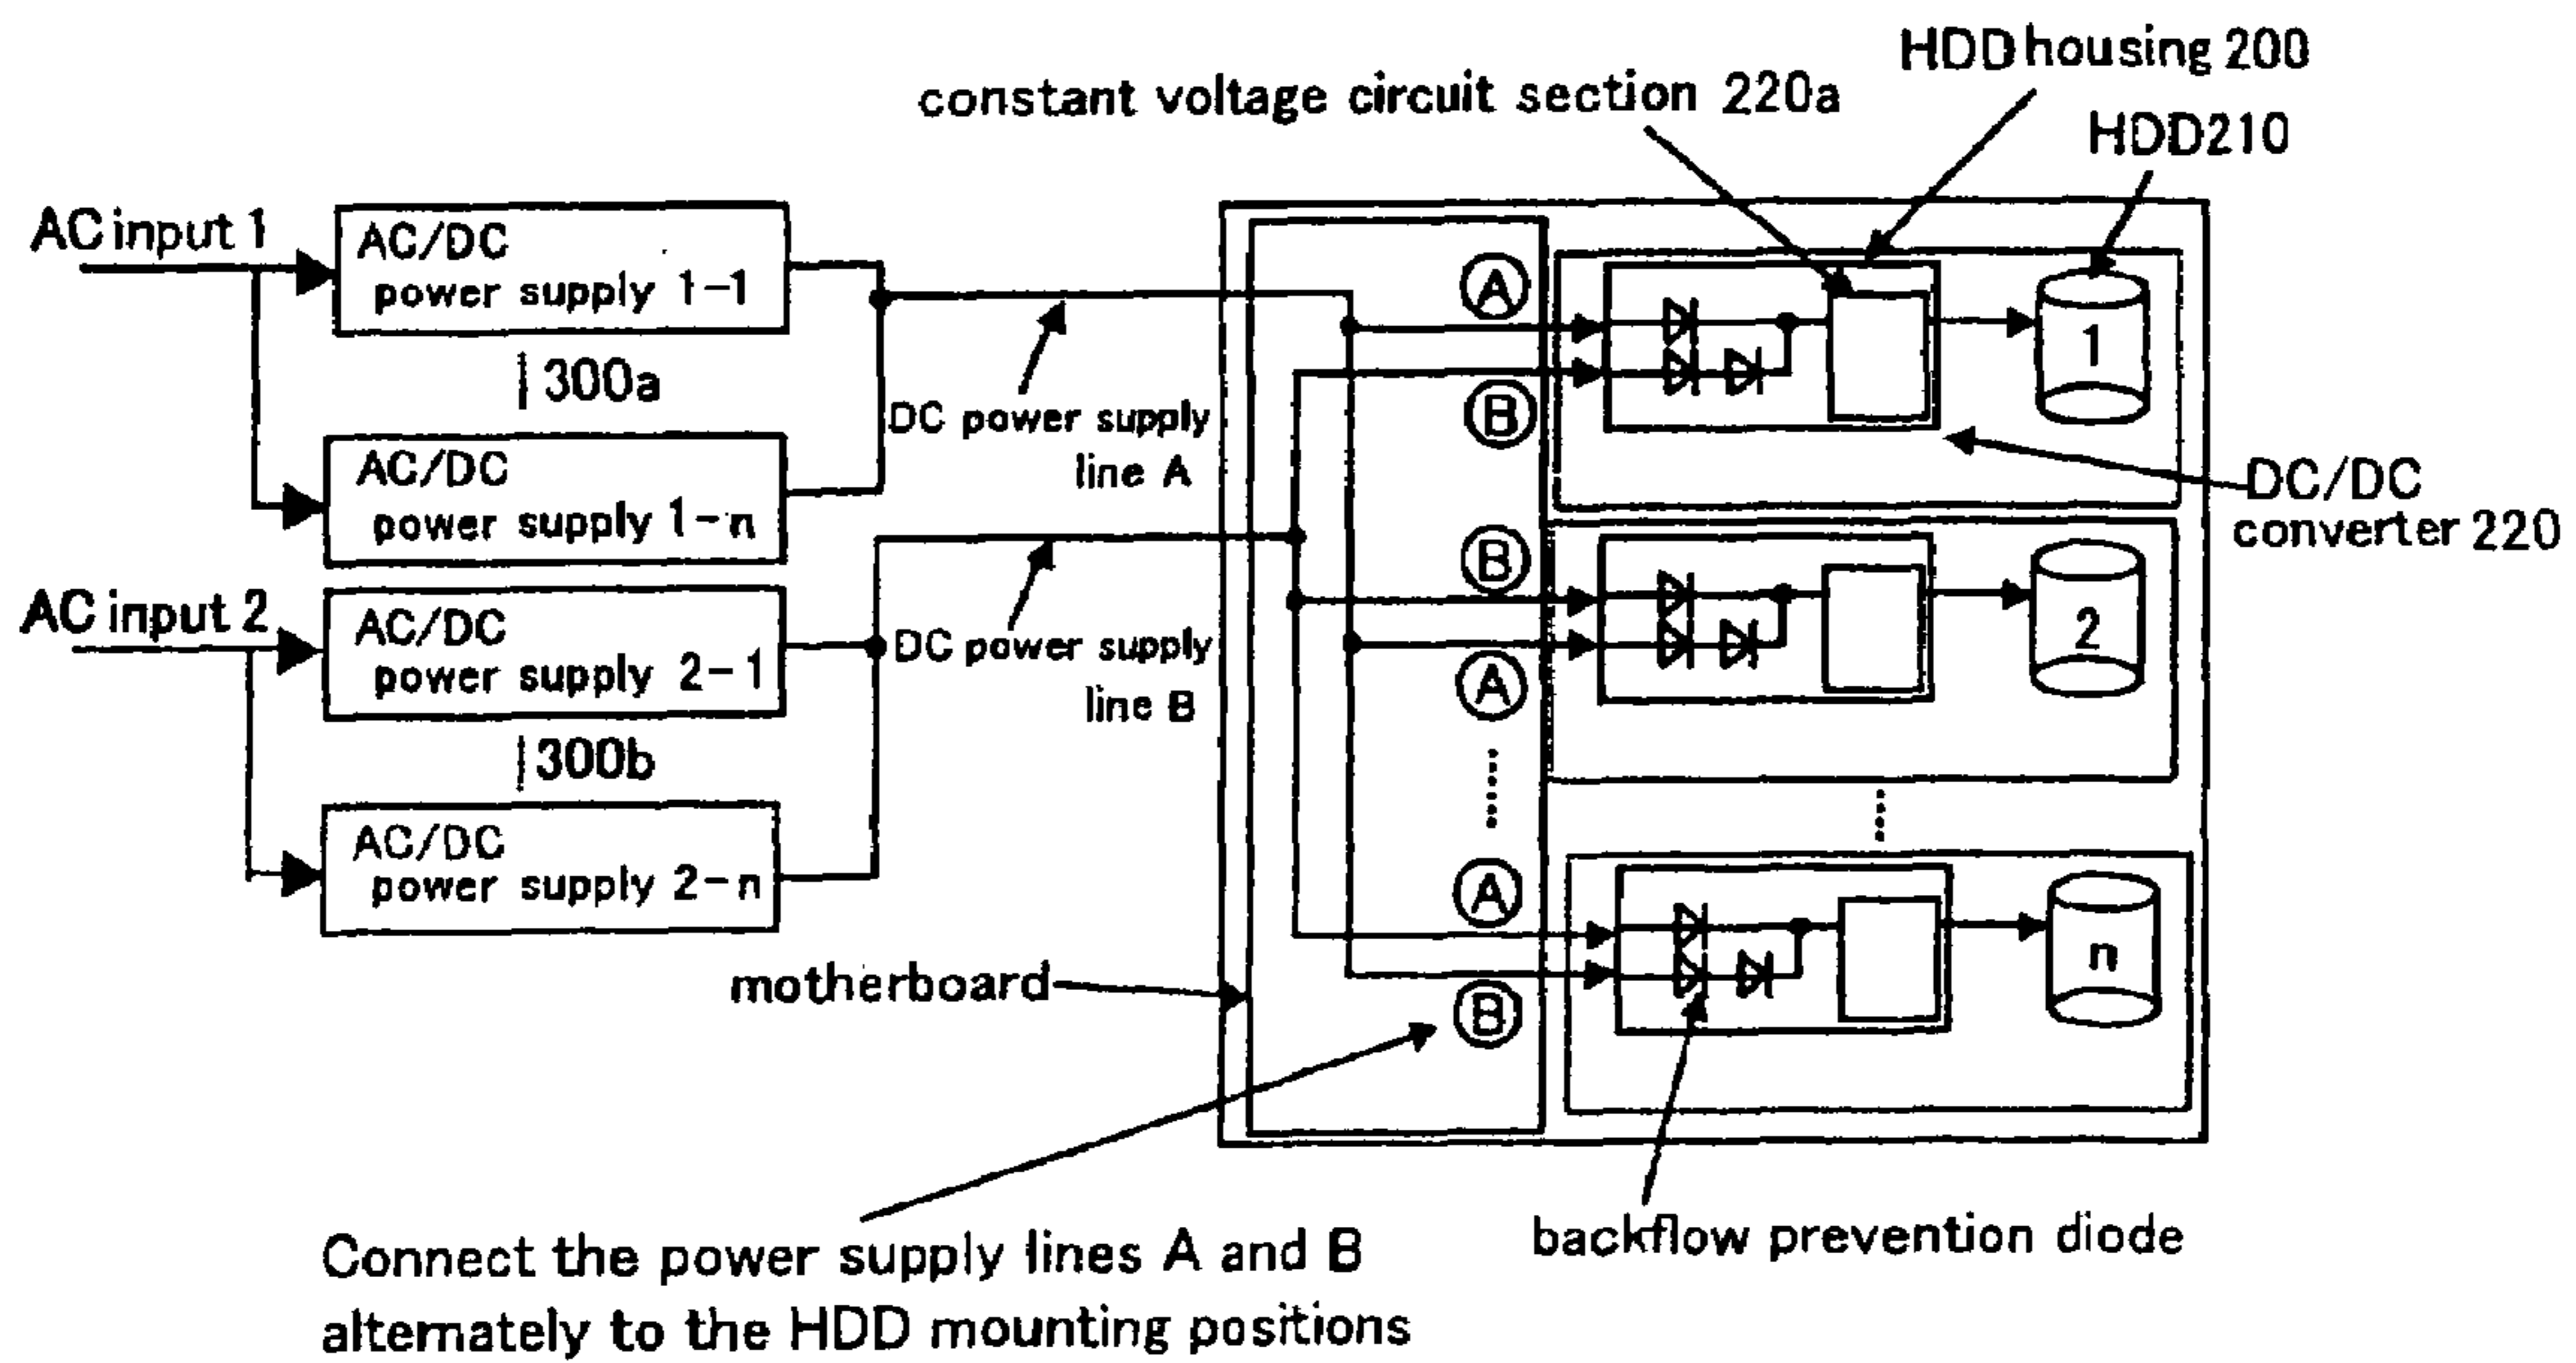 HDD housing 200
constant voltage circuit section 220a
HDD210
AC input 1
AC/DC
power supply 1-1
300a
DC power supply
line A
AC/DC
power supply 1-n
AC input 2
AC/DC
power supply 2-1
300b
DC power supply
line B
AC/DC
power supply 2-n
A
B
1
DC/DC
converter 220
B
A
2
A
B
n
motherboard
backflow prevention diode
Connect the power supply lines A and B
alternately to the HDD mounting positions